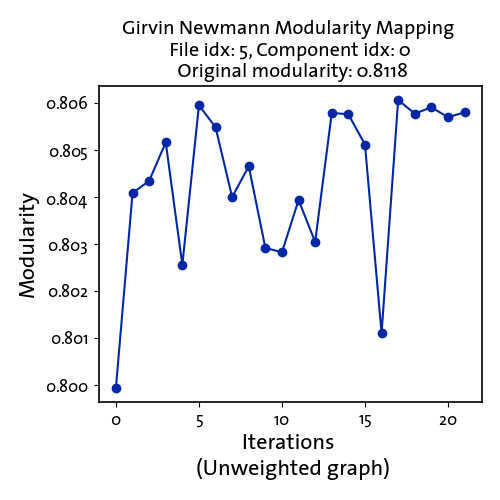 Girvin Newmann Modularity Mapping
File idx: 5, Component idx: 0
Original modularity: 0.8118
0.806
0.805
0.804
0.803
0.802
0.801
0.800
Modularity
0 5 10 15 20
Iterations
(Unweighted graph)